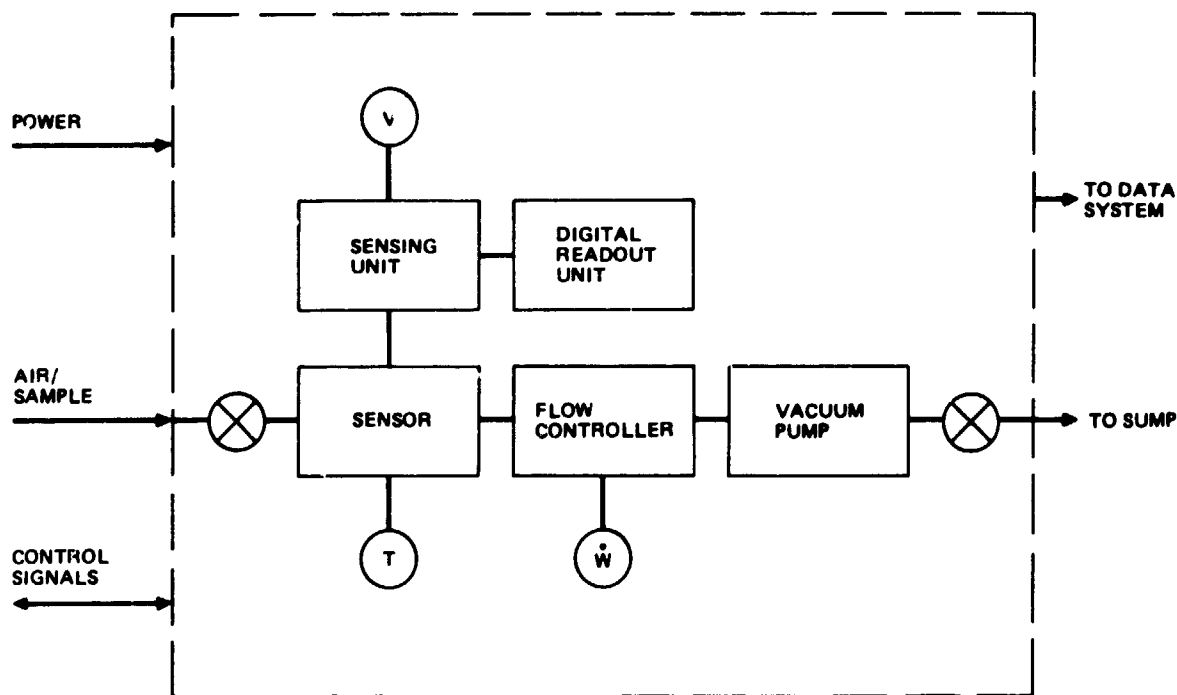 POWER
V
TO DATA
SYSTEM
SENSING
UNIT
DIGITAL
READOUT
UNIT
AIR/
SAMPLE
SENSOR
FLOW
CONTROLLER
VACUUM
PUMP
TO SUMP
T
Ẇ
CONTROL
SIGNALS